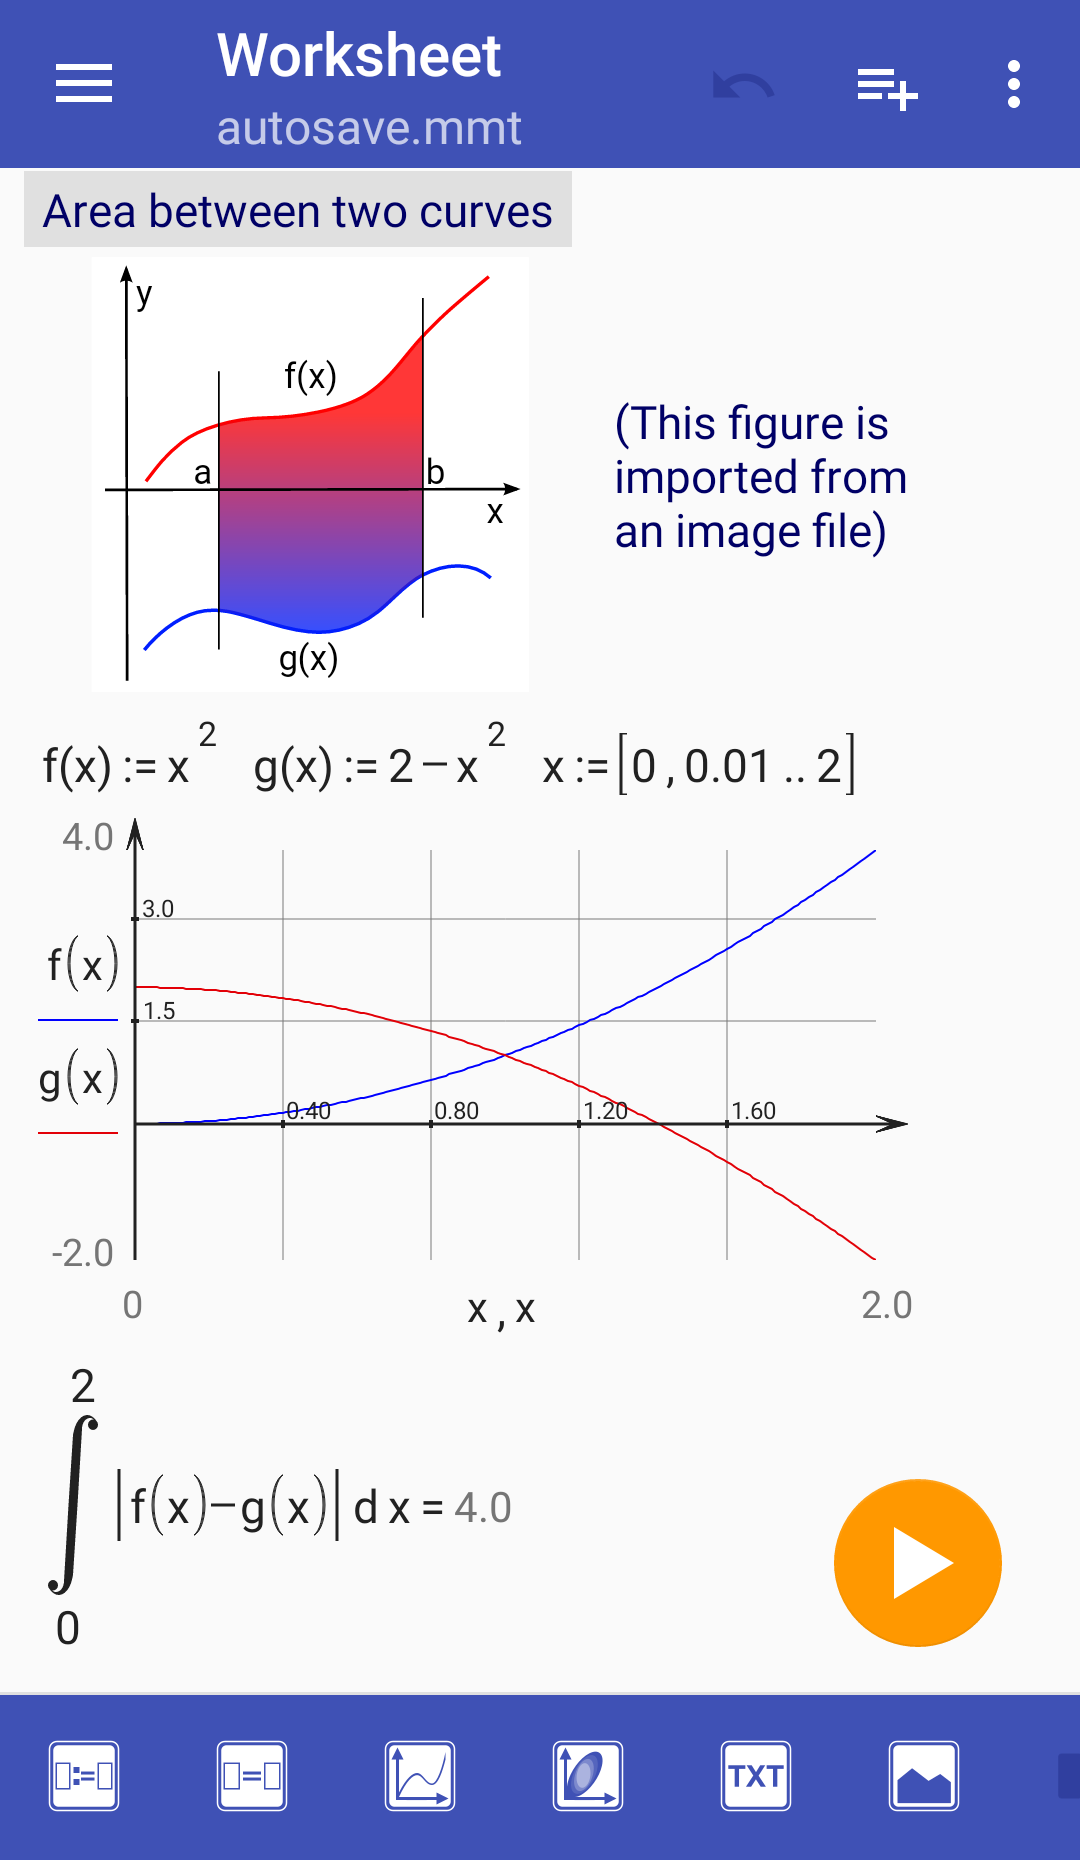 Worksheet
autosave.mmt
Area between two curves
y
f(x)
a
b
x
g(x)
(This figure is
imported from
an image file)
f(x) := x² g(x) := 2 − x² x := [0 , 0.01 .. 2]
4.0
3.0
f(x)
1.5
g(x)
0.40 0.80 1.20 1.60
-2.0
0 x , x 2.0
2
∫ |f(x)−g(x)| d x = 4.0
0
▯:=▯ ▯=▯ TXT